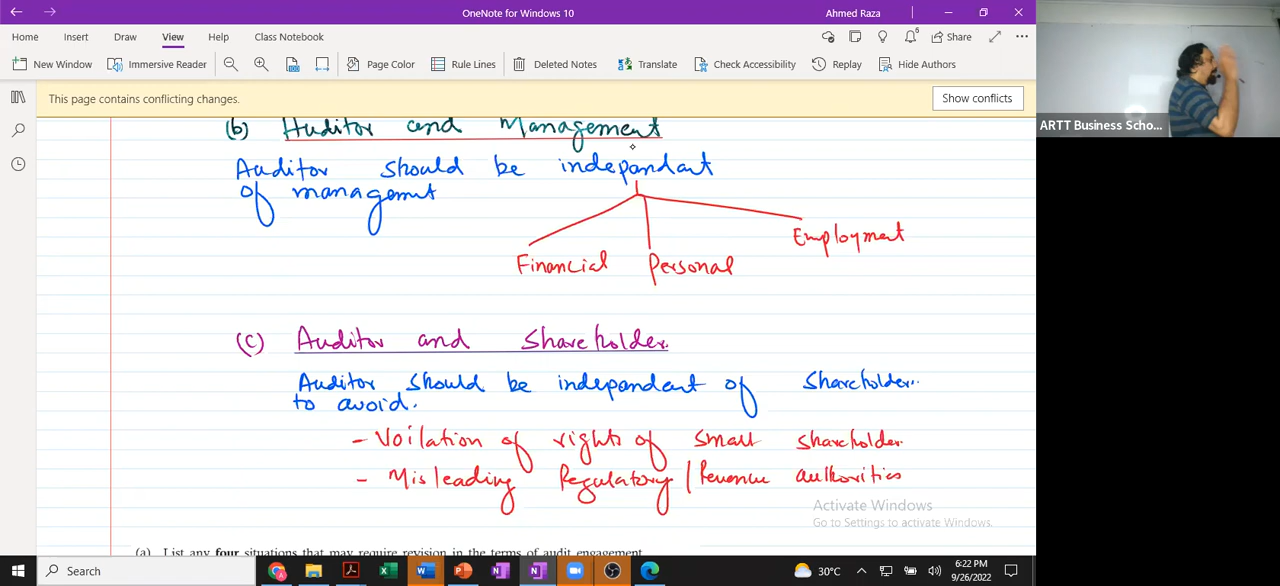 OneNote for Windows 10
Ahmed Raza
Home Insert Draw View Help Class Notebook
6
Share
New Window Immersive Reader Page Color Rule Lines Deleted Notes Translate Check Accessibility Replay Hide Authors
This page contains conflicting changes.
Show conflicts
ARTT Business Scho...
(b) Auditor and Management
Auditor should be independant
of managemt
Employment
Financial Personal
(c) Auditor and Shareholder.
Auditor should be independant of shareholder.
to avoid.
- Voilation of rights of small shareholder.
- Misleading Regulatory / Revenue authorities
Activate Windows
Go to Settings to activate Windows.
(a) List any four situations that may require revision in the terms of audit engagement
Search
30°C
6:22 PM
9/26/2022